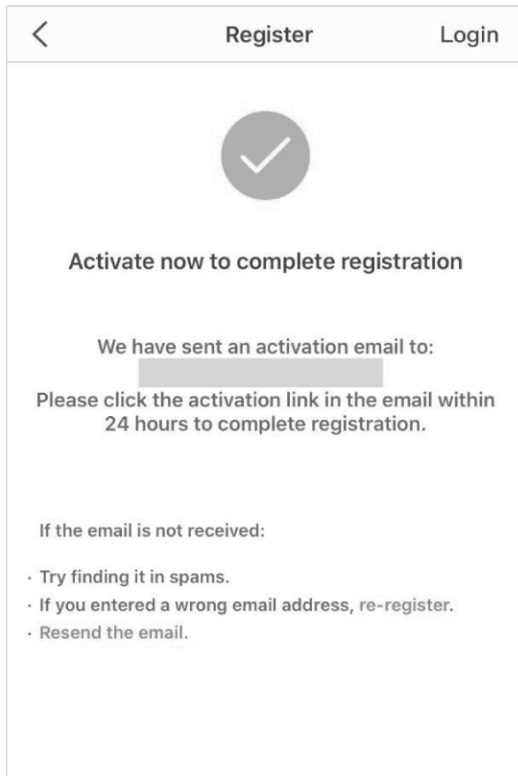 Register Login
Activate now to complete registration
We have sent an activation email to:
Please click the activation link in the email within
24 hours to complete registration.
If the email is not received:
· Try finding it in spams.
· If you entered a wrong email address, re-register.
· Resend the email.